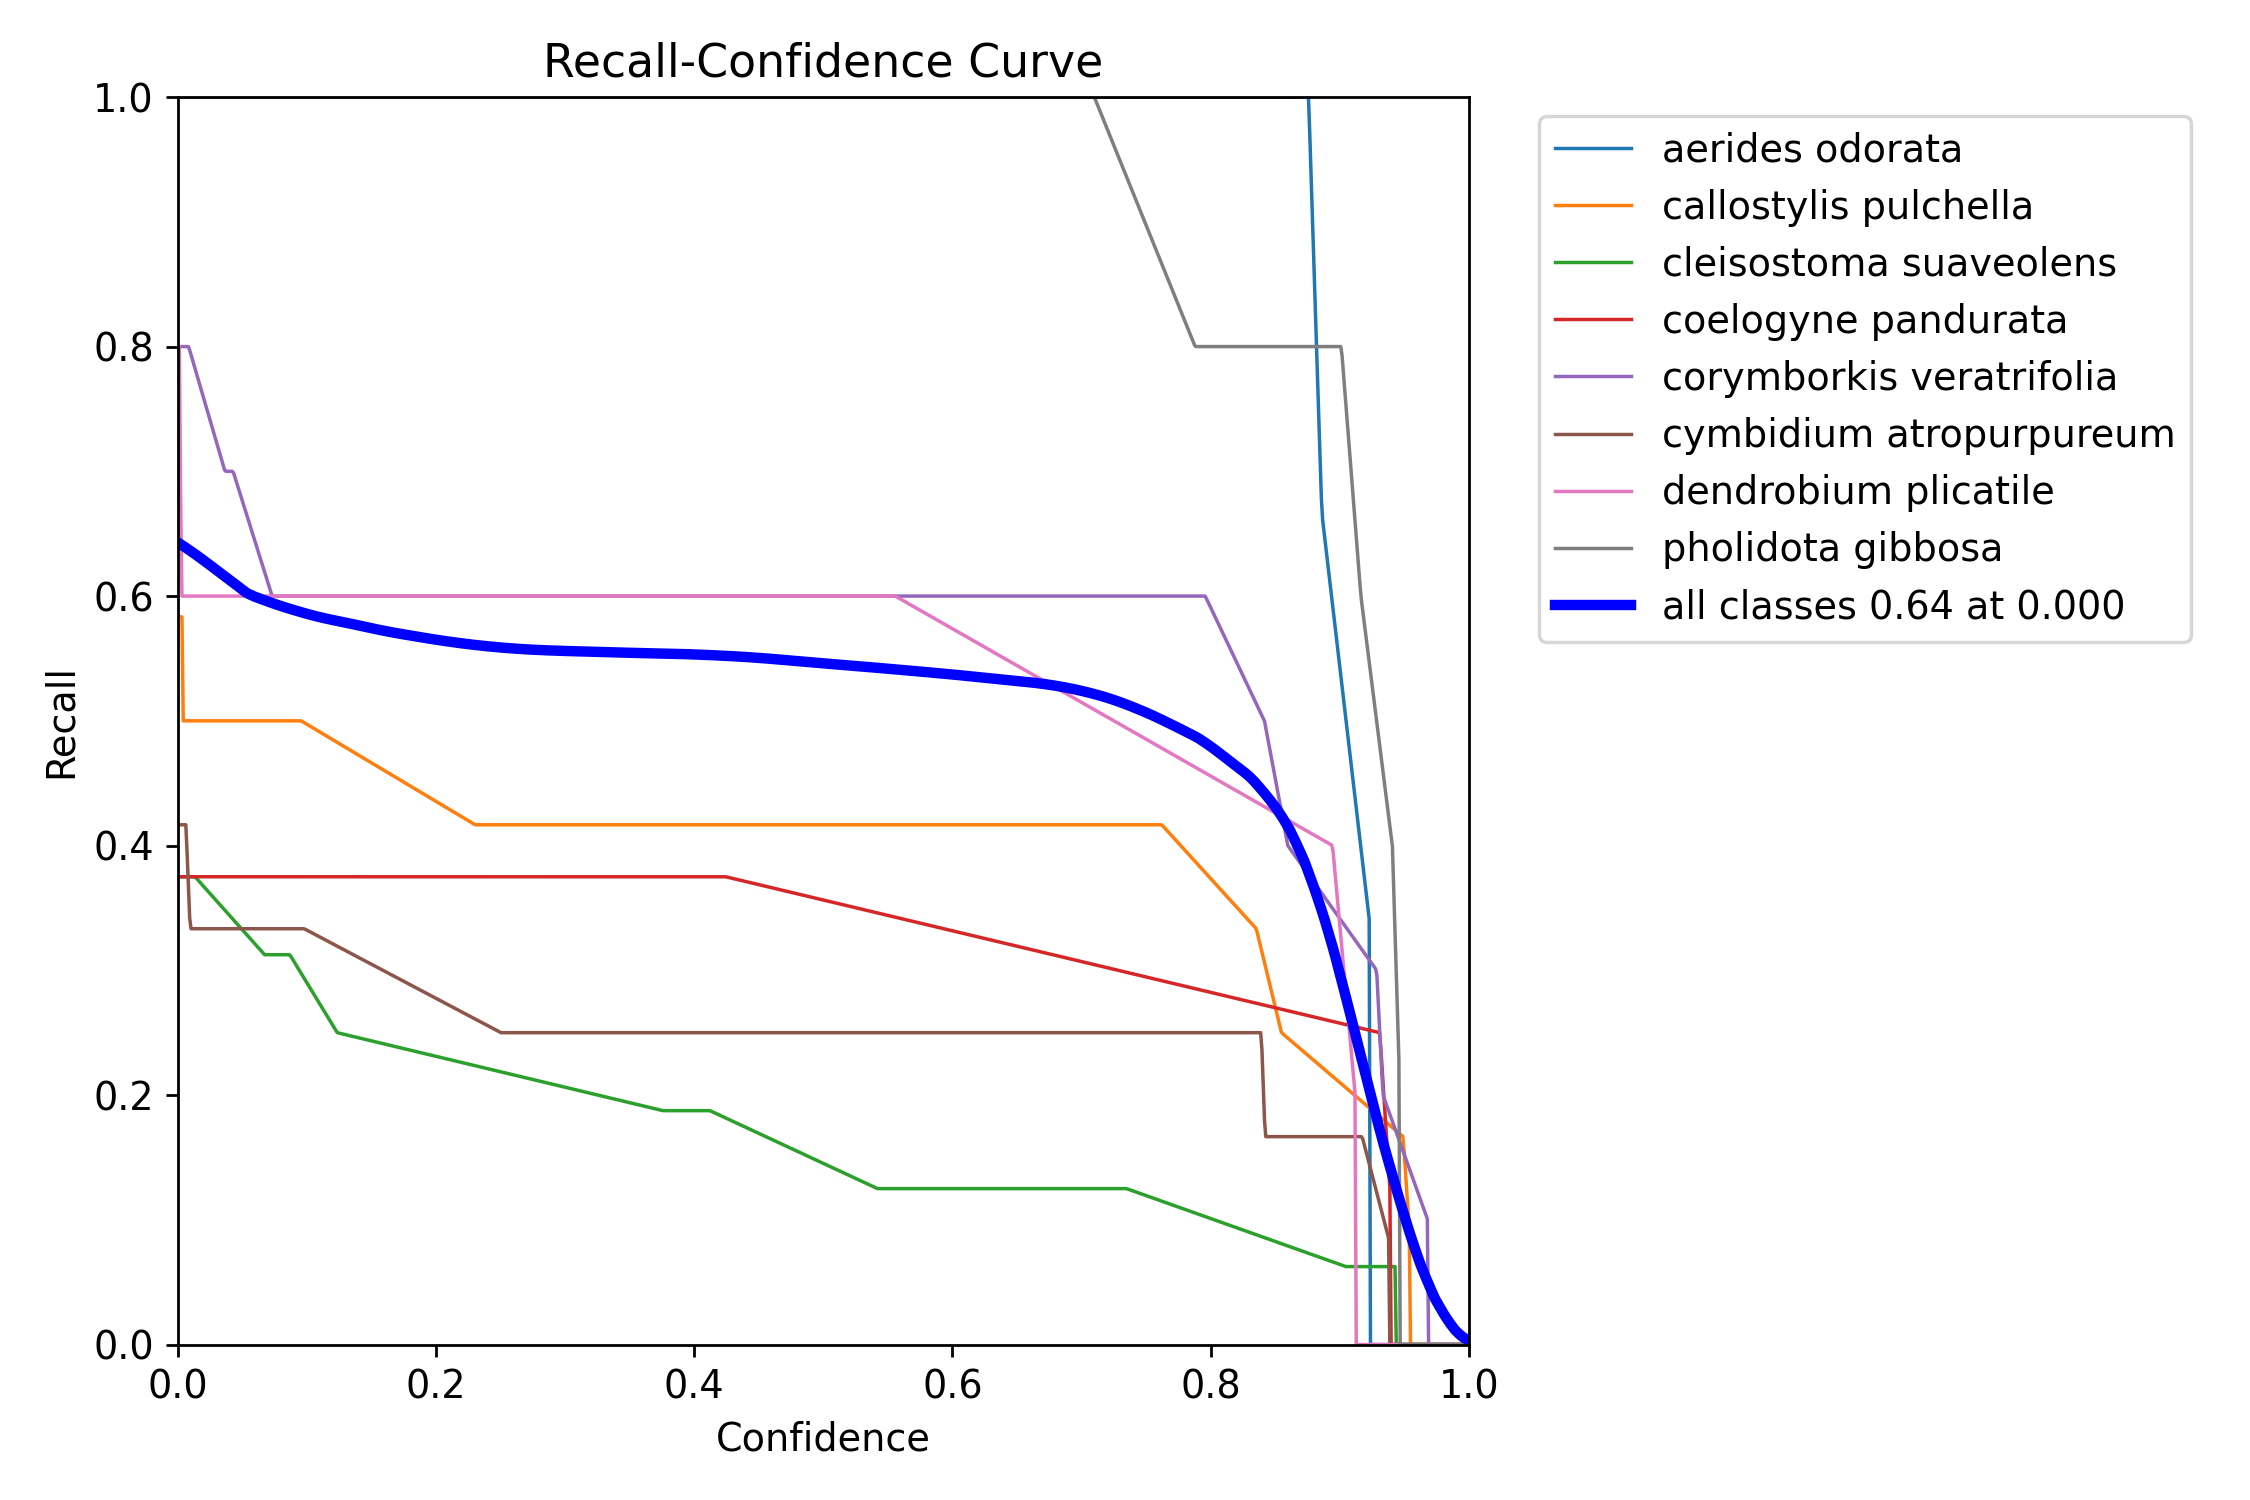 Recall-Confidence Curve
1.0
0.8
0.6
0.4
0.2
0.0
Recall
0.0 0.2 0.4 0.6 0.8 1.0
Confidence
aerides odorata
callostylis pulchella
cleisostoma suaveolens
coelogyne pandurata
corymborkis veratrifolia
cymbidium atropurpureum
dendrobium plicatile
pholidota gibbosa
all classes 0.64 at 0.000